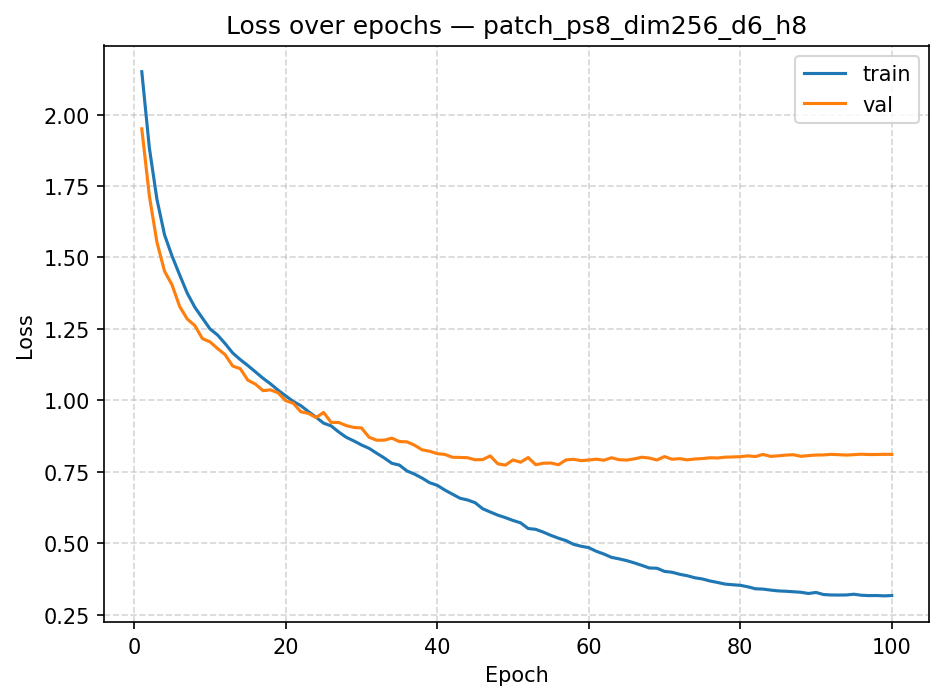 Loss over epochs — patch_ps8_dim256_d6_h8
train
val
2.00
1.75
1.50
1.25
1.00
0.75
0.50
0.25
Loss
0 20 40 60 80 100
Epoch